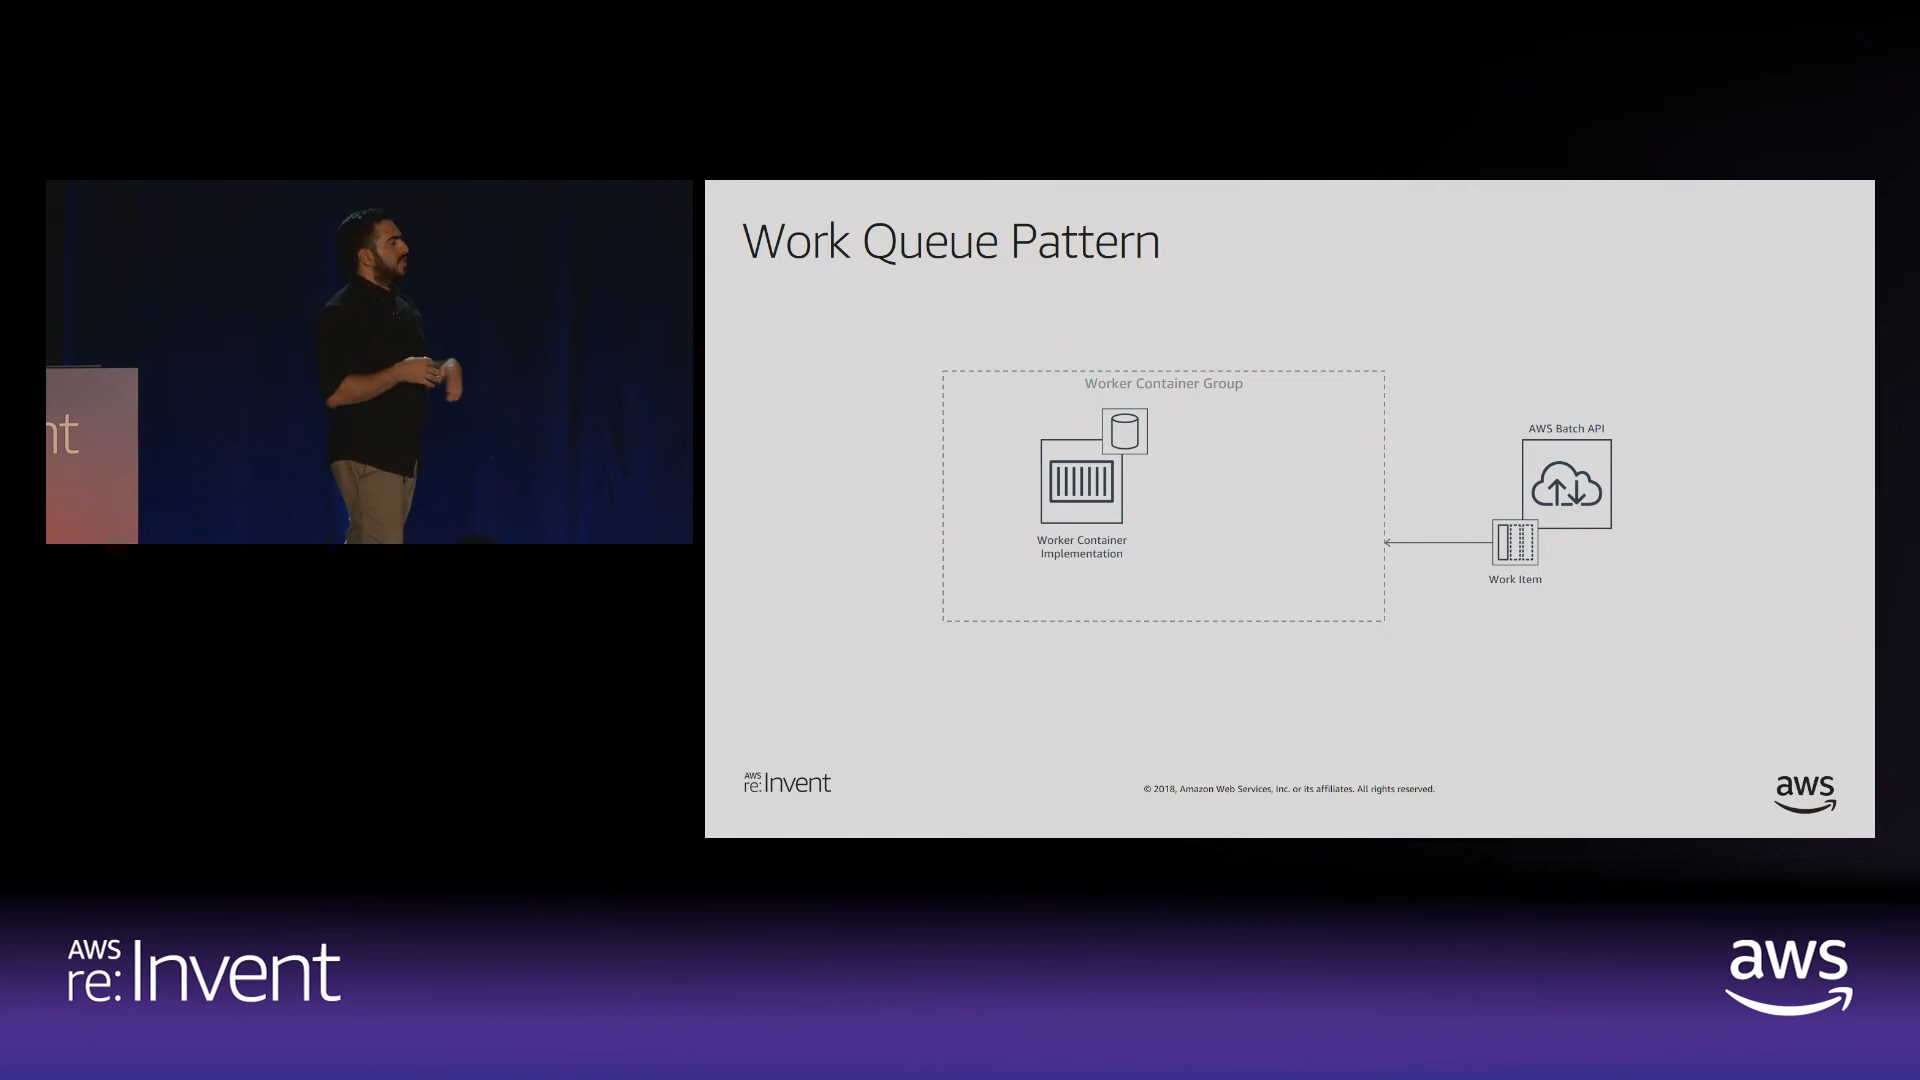 nt
Work Queue Pattern
Worker Container Group
AWS Batch API
Worker Container
Implementation
Work Item
AWS
re:Invent
© 2018, Amazon Web Services, Inc. or its affiliates. All rights reserved.
aws
AWS
re:Invent
aws